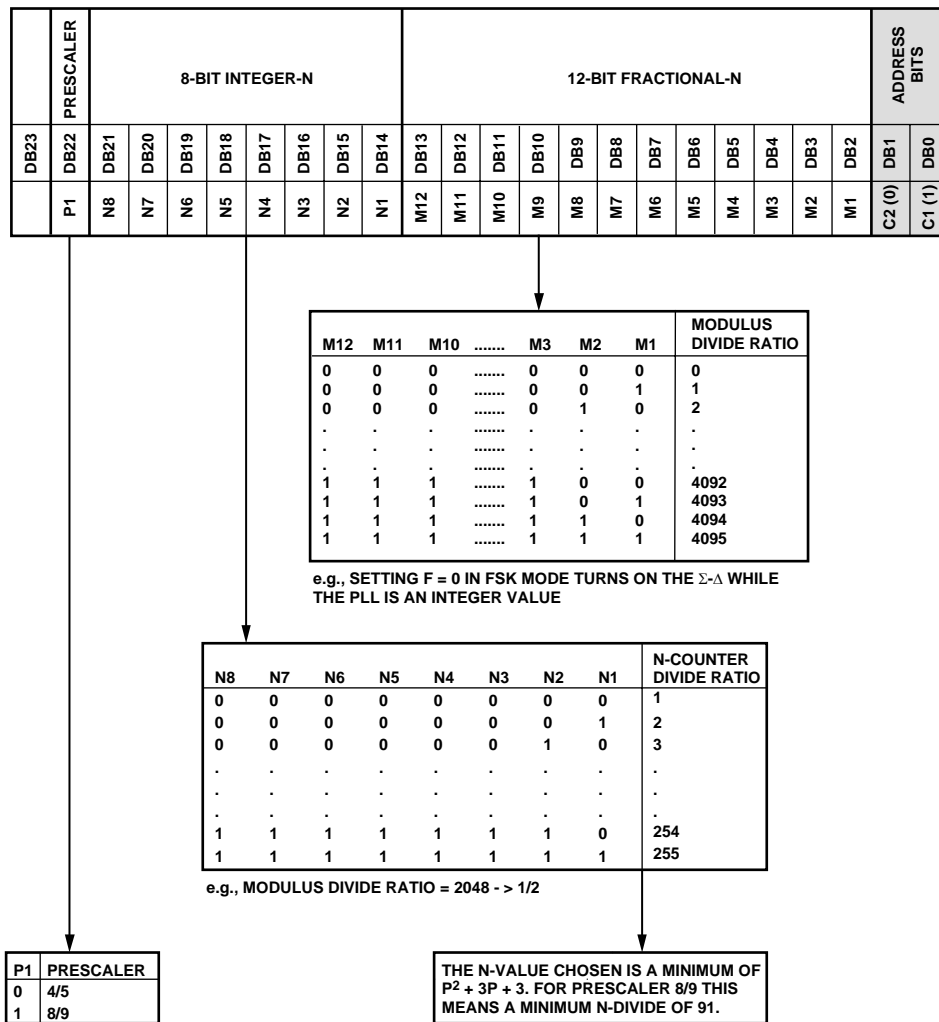 PRESCALER
8-BIT INTEGER-N
12-BIT FRACTIONAL-N
ADDRESS
BITS
DB23 DB22 DB21 DB20 DB19 DB18 DB17 DB16 DB15 DB14 DB13 DB12 DB11 DB10 DB9 DB8 DB7 DB6 DB5 DB4 DB3 DB2 DB1 DB0
P1 N8 N7 N6 N5 N4 N3 N2 N1 M12 M11 M10 M9 M8 M7 M6 M5 M4 M3 M2 M1 C2 (0) C1 (1)
MODULUS
M12 M11 M10 ....... M3 M2 M1 DIVIDE RATIO
0 0 0 ....... 0 0 0 0
0 0 0 ....... 0 0 1 1
0 0 0 ....... 0 1 0 2
. . . ....... . . . .
. . . ....... . . . .
. . . ....... . . . .
1 1 1 ....... 1 0 0 4092
1 1 1 ....... 1 0 1 4093
1 1 1 ....... 1 1 0 4094
1 1 1 ....... 1 1 1 4095
e.g., SETTING F = 0 IN FSK MODE TURNS ON THE Σ-Δ WHILE
THE PLL IS AN INTEGER VALUE
N-COUNTER
N8 N7 N6 N5 N4 N3 N2 N1 DIVIDE RATIO
0 0 0 0 0 0 0 0 1
0 0 0 0 0 0 0 1 2
0 0 0 0 0 0 1 0 3
. . . . . . . . .
. . . . . . . . .
. . . . . . . . .
1 1 1 1 1 1 1 0 254
1 1 1 1 1 1 1 1 255
e.g., MODULUS DIVIDE RATIO = 2048 - > 1/2
P1 PRESCALER
0 4/5
1 8/9
THE N-VALUE CHOSEN IS A MINIMUM OF
P² + 3P + 3. FOR PRESCALER 8/9 THIS
MEANS A MINIMUM N-DIVIDE OF 91.